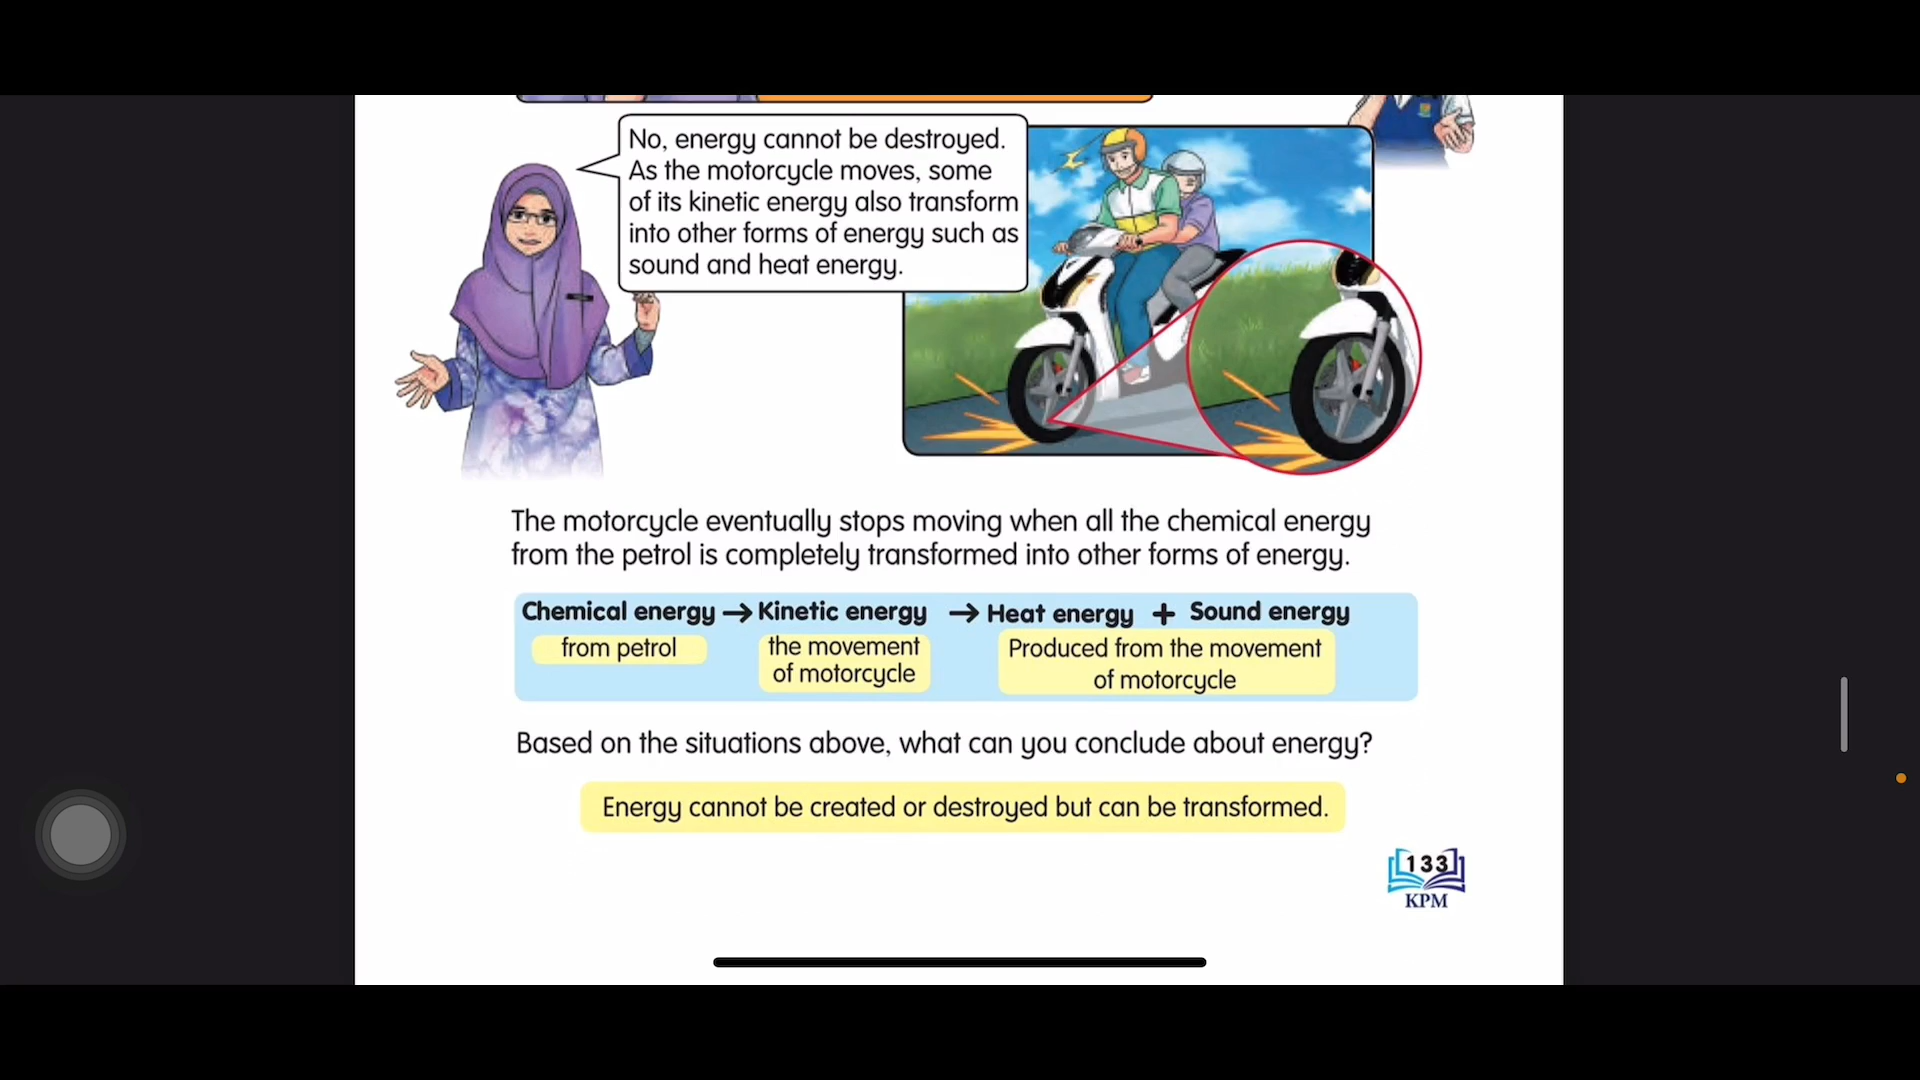 No, energy cannot be destroyed.
As the motorcycle moves, some
of its kinetic energy also transform
into other forms of energy such as
sound and heat energy.
The motorcycle eventually stops moving when all the chemical energy
from the petrol is completely transformed into other forms of energy.
Chemical energy → Kinetic energy → Heat energy + Sound energy
from petrol
the movement
of motorcycle
Produced from the movement
of motorcycle
Based on the situations above, what can you conclude about energy?
Energy cannot be created or destroyed but can be transformed.
133
KPM